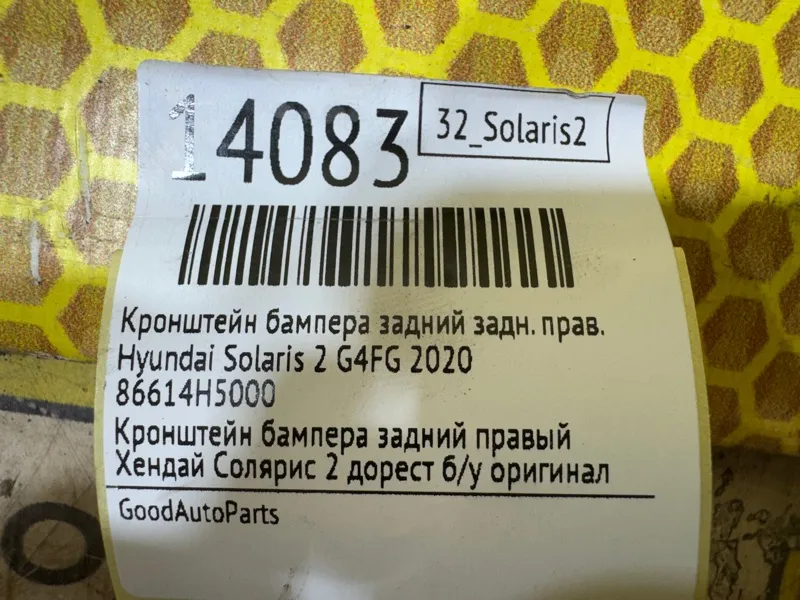 14083
32_Solaris2
Кронштейн бампера задний задн. прав.
Hyundai Solaris 2 G4FG 2020
86614H5000
Кронштейн бампера задний правый
Хендай Солярис 2 дорест б/у оригинал
GoodAutoParts